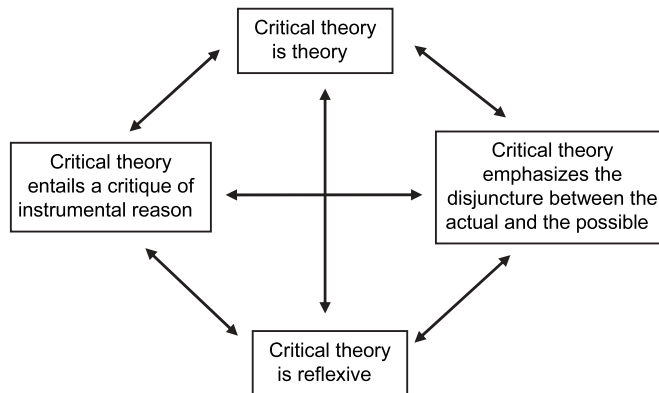 Critical theory
is theory
Critical theory
entails a critique of
instrumental reason
Critical theory
emphasizes the
disjuncture between the
actual and the possible
Critical theory
is reflexive